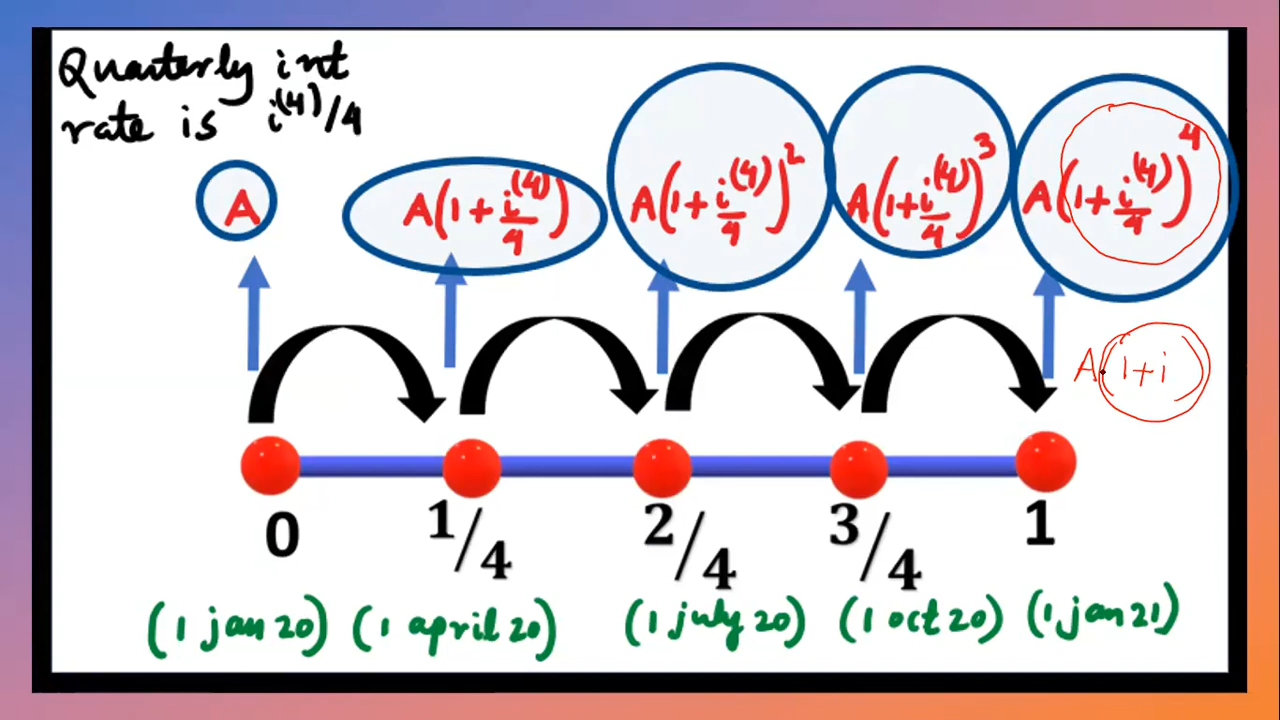 Quarterly int
rate is i^(4)/4
A
A(1+i^(4)/4)
A(1+i^(4)/4)^2
A(1+i^(4)/4)^3
A(1+i^(4)/4)^4
A(1+i)
0
1/4
2/4
3/4
1
(1 jan 20)
(1 april 20)
(1 july 20)
(1 oct 20)
(1 jan 21)